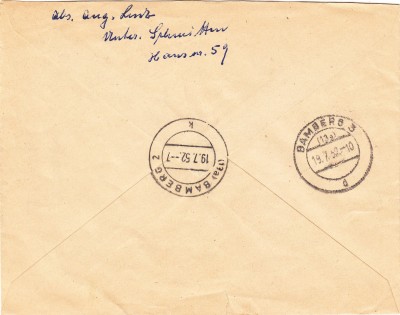 Abs. Aug. Lenz
Unter-Schmitten
Haus nr. 59
(13a) BAMBERG 2
19.7.52.-7
k
BAMBERG 3
(13a)
19.7.52-10
d